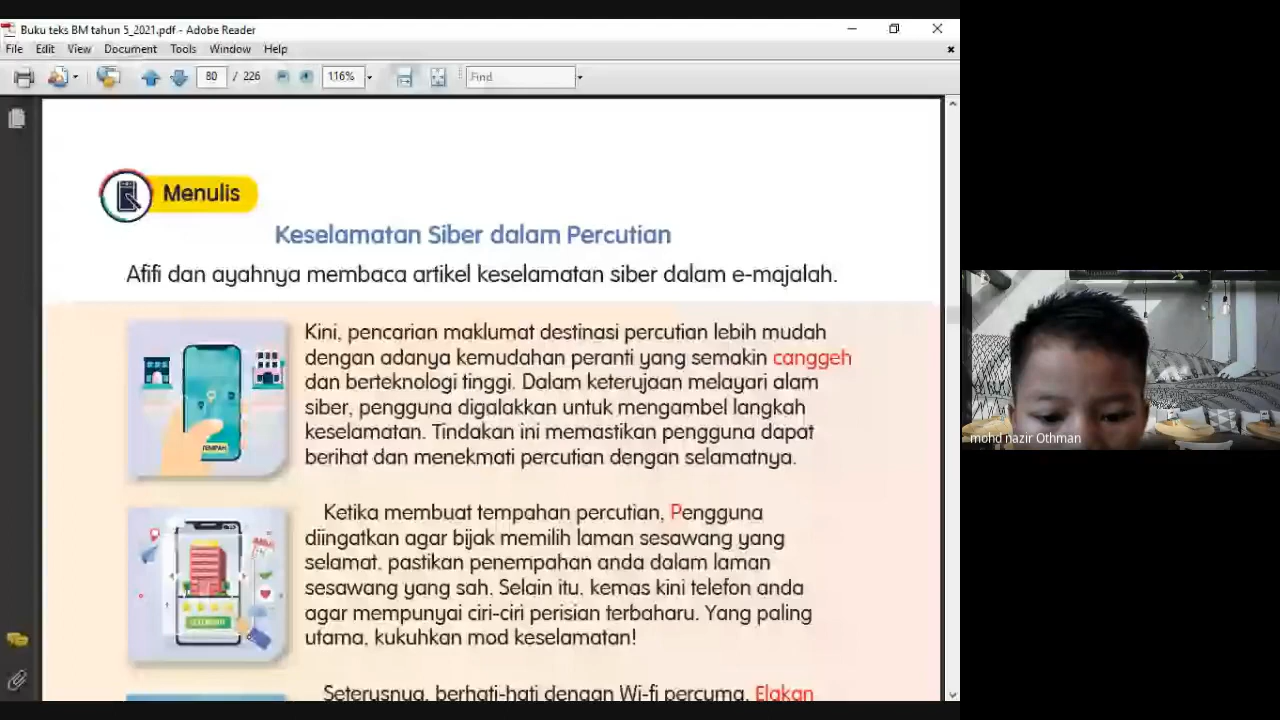 Buku teks BM tahun 5_2021.pdf - Adobe Reader
File Edit View Document Tools Window Help
80 / 226 116% Find
Menulis
Keselamatan Siber dalam Percutian
Afifi dan ayahnya membaca artikel keselamatan siber dalam e-majalah.
Kini, pencarian maklumat destinasi percutian lebih mudah
dengan adanya kemudahan peranti yang semakin canggeh
dan berteknologi tinggi. Dalam keterujaan melayari alam
siber, pengguna digalakkan untuk mengambel langkah
keselamatan. Tindakan ini memastikan pengguna dapat
berihat dan menekmati percutian dengan selamatnya.
TEMPAH
Ketika membuat tempahan percutian, Pengguna
diingatkan agar bijak memilih laman sesawang yang
selamat, pastikan penempahan anda dalam laman
sesawang yang sah. Selain itu, kemas kini telefon anda
agar mempunyai ciri-ciri perisian terbaharu. Yang paling
utama, kukuhkan mod keselamatan!
Seterusnya, berhati-hati dengan Wi-fi percuma. Elakan
mohd nazir Othman